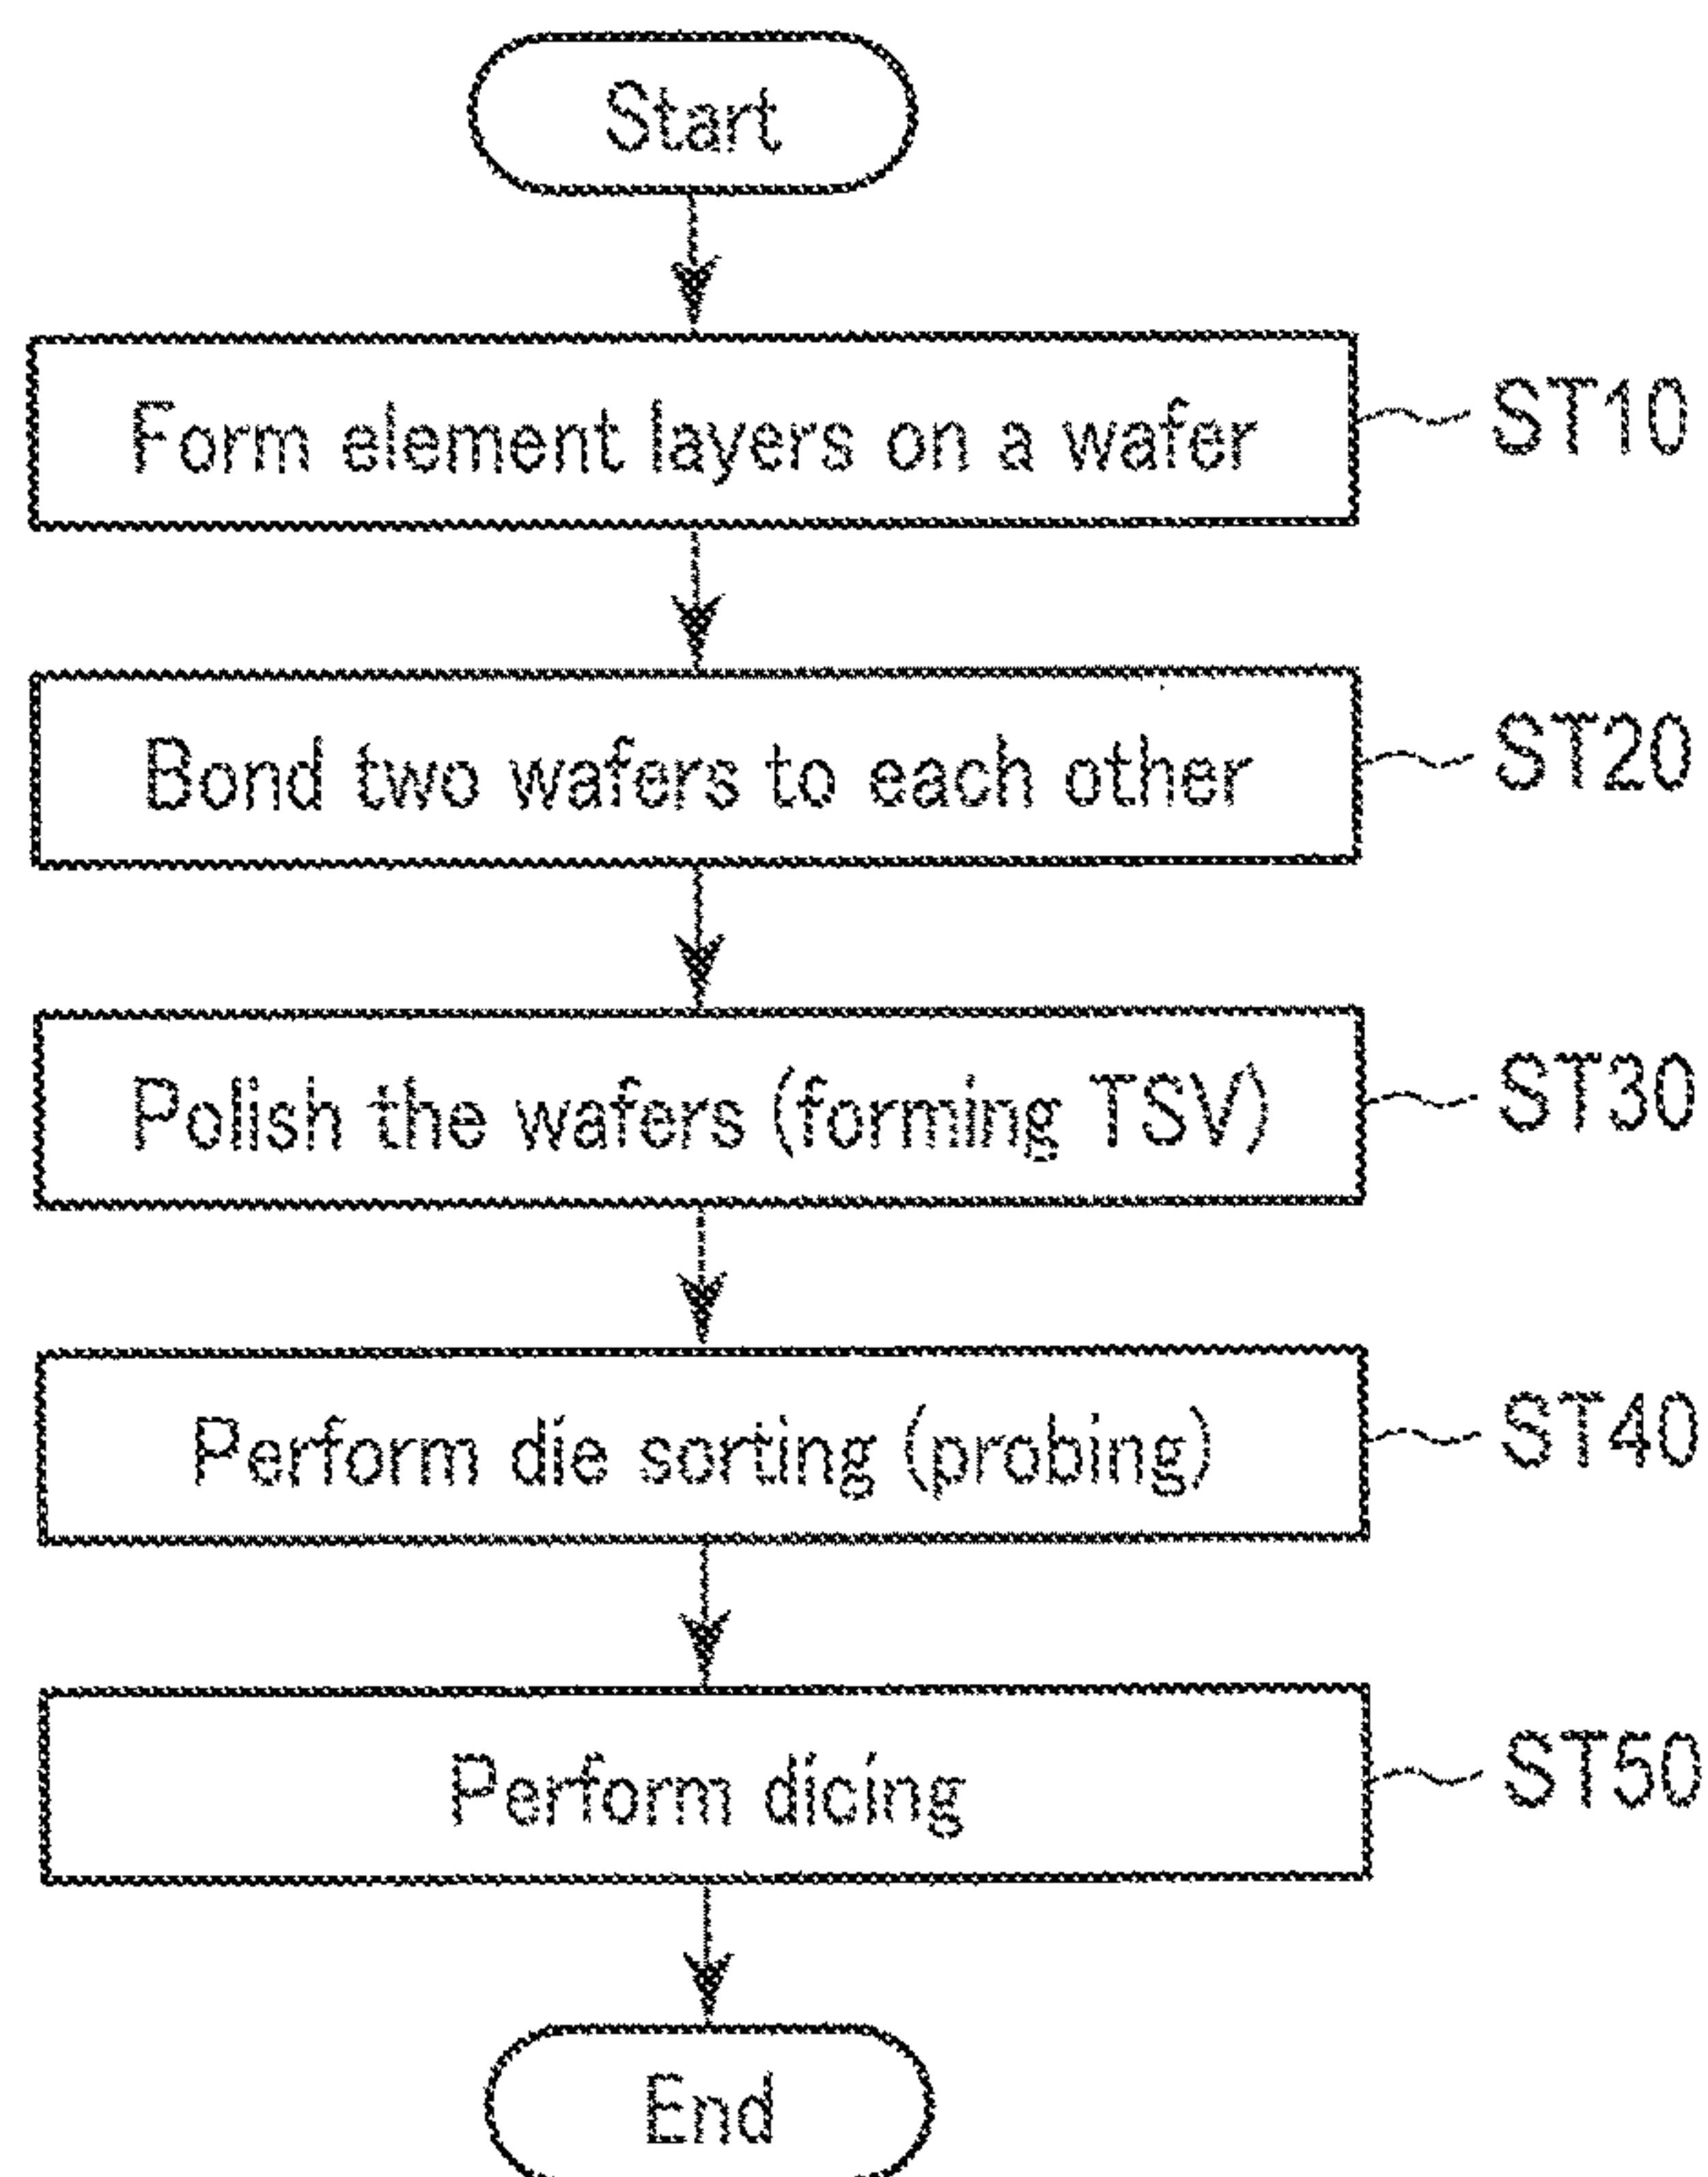 Start
Form element layers on a wafer ST10
Bond two wafers to each other ST20
Polish the wafers (forming TSV) ST30
Perform die sorting (probing) ST40
Perform dicing ST50
End